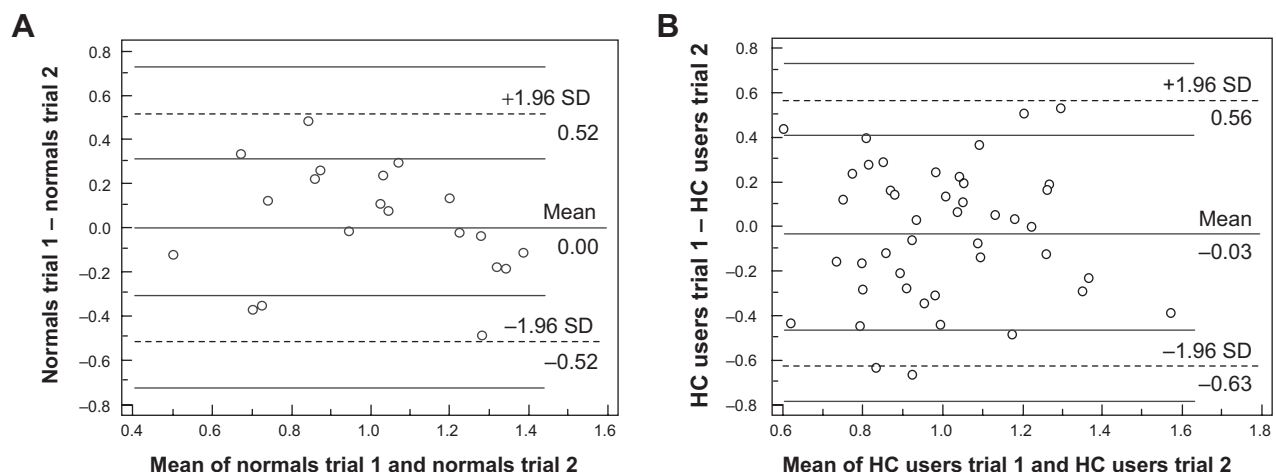 A
Normals trial 1 – normals trial 2
0.8
0.6
0.4
0.2
0.0
–0.2
–0.4
–0.6
–0.8
+1.96 SD
0.52
Mean
0.00
–1.96 SD
–0.52
0.4 0.6 0.8 1.0 1.2 1.4 1.6
Mean of normals trial 1 and normals trial 2
B
HC users trial 1 – HC users trial 2
0.8
0.6
0.4
0.2
0.0
–0.2
–0.4
–0.6
–0.8
+1.96 SD
0.56
Mean
–0.03
–1.96 SD
–0.63
0.6 0.8 1.0 1.2 1.4 1.6 1.8
Mean of HC users trial 1 and HC users trial 2